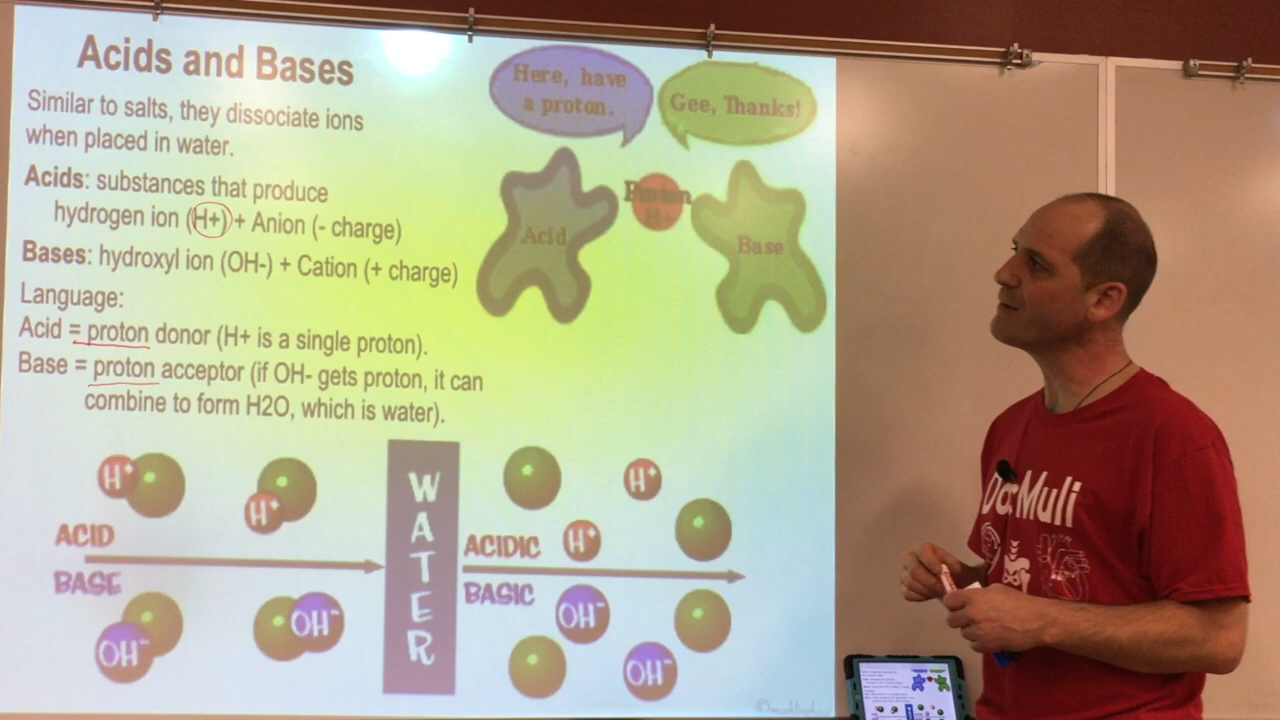 Acids and Bases
Similar to salts, they dissociate ions
when placed in water.
Acids: substances that produce
hydrogen ion (H+) + Anion (- charge)
Bases: hydroxyl ion (OH-) + Cation (+ charge)
Language:
Acid = proton donor (H+ is a single proton).
Base = proton acceptor (if OH- gets proton, it can
combine to form H2O, which is water).
Here, have
a proton.
Gee, Thanks!
Acid
Proton
H+
Base
H+
H+
ACID
BASE
OH-
OH-
WATER
H+
H+
ACIDIC
BASIC
OH-
OH-
Doc Muli